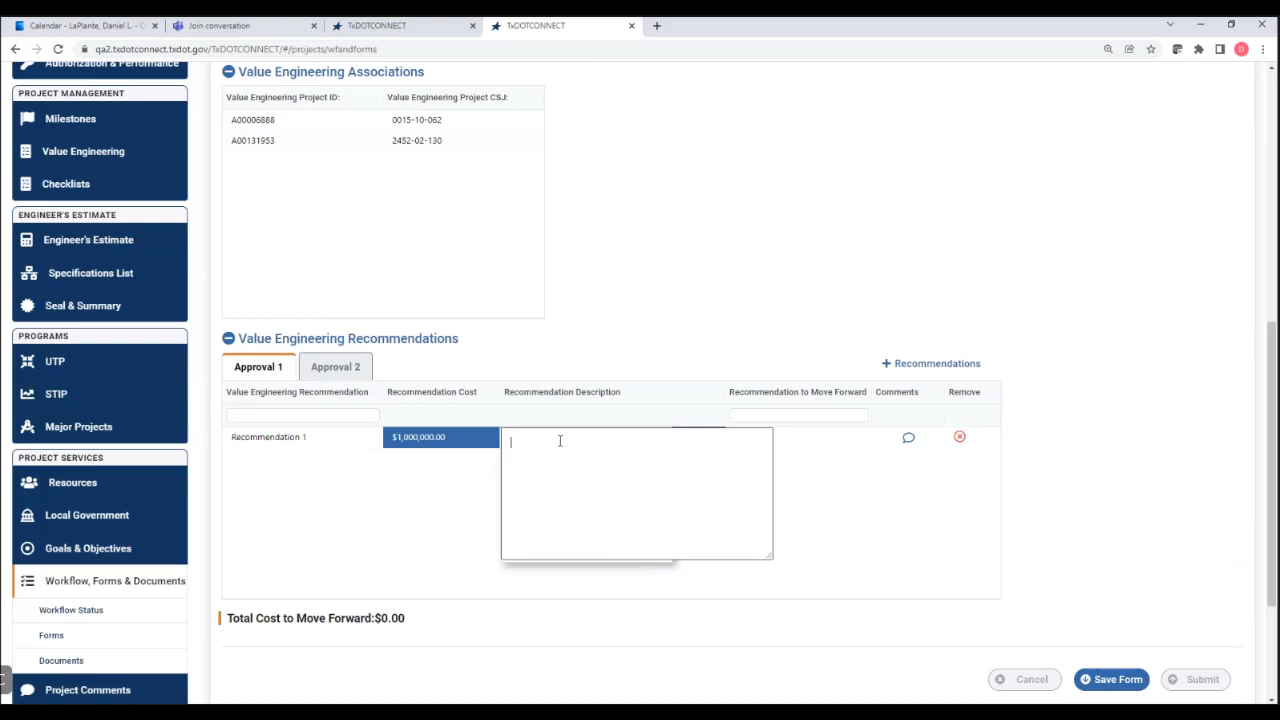 Calendar - LaPlante, Daniel L. - O
Join conversation
TxDOTCONNECT
TxDOTCONNECT
qa2.txdotconnect.txdot.gov/TxDOTCONNECT/#/projects/wfandforms
D
Authorization & Performance
PROJECT MANAGEMENT
Milestones
Value Engineering
Checklists
ENGINEER'S ESTIMATE
Engineer's Estimate
Specifications List
Seal & Summary
PROGRAMS
UTP
STIP
Major Projects
PROJECT SERVICES
Resources
Local Government
Goals & Objectives
Workflow, Forms & Documents
Workflow Status
Forms
Documents
Project Comments
Value Engineering Associations
Value Engineering Project ID: Value Engineering Project CSJ:
A00006888 0015-10-062
A00131953 2452-02-130
Value Engineering Recommendations
Approval 1 Approval 2
Recommendations
Value Engineering Recommendation Recommendation Cost Recommendation Description Recommendation to Move Forward Comments Remove
Recommendation 1 $1,000,000.00
Total Cost to Move Forward:$0.00
Cancel Save Form Submit